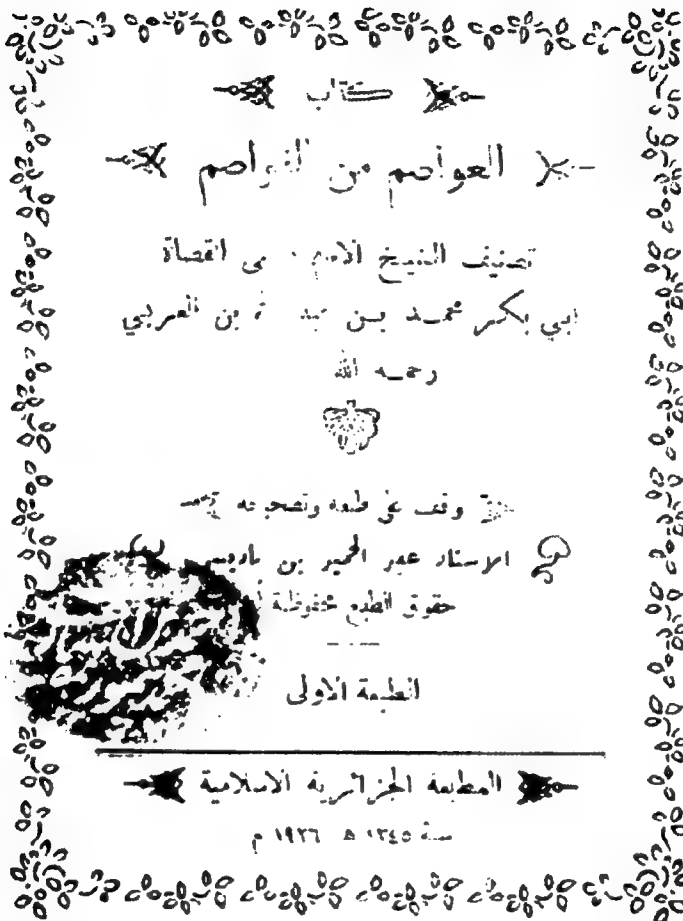 كتاب
العواصم من القواصم
تصنيف الشيخ الامام قاضى القضاة
ابي بكر محمد بن عبد الله بن العربي
رحمه الله
وقف على طبعه وتصحيحه
الاستاذ عبد الحميد بن باديس
حقوق الطبع محفوظة
الطبعة الاولى
المطبعة الجزائرية الاسلامية
سنة ١٣٤٥ ه ١٩٢٦ م